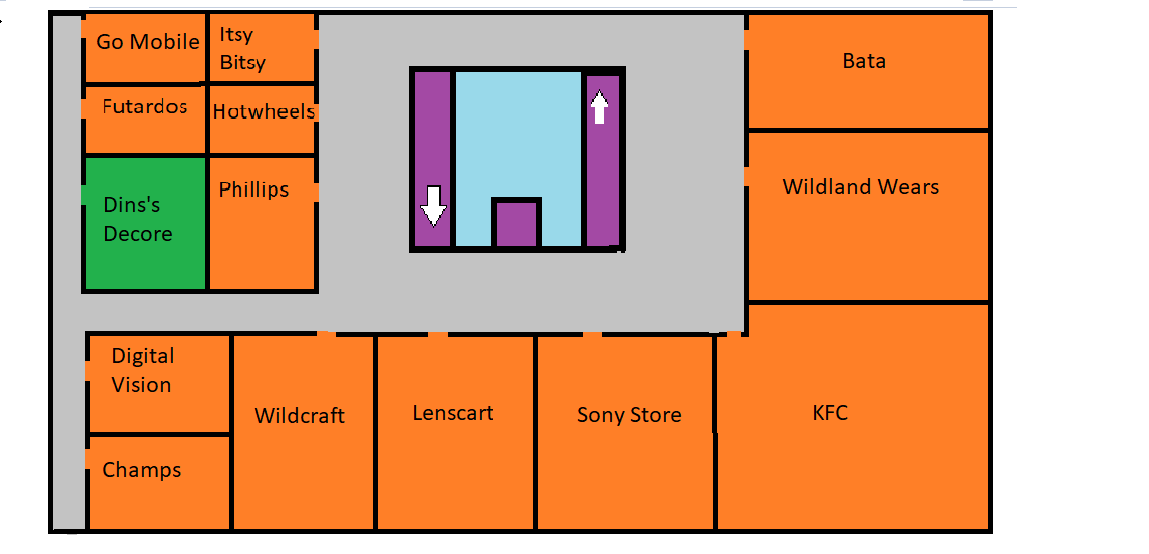 Go Mobile
Itsy
Bitsy
Bata
Futardos
Hotwheels
Wildland Wears
Phillips
Dins's
Decore
Digital
Vision
Wildcraft
Lenscart
Sony Store
KFC
Champs